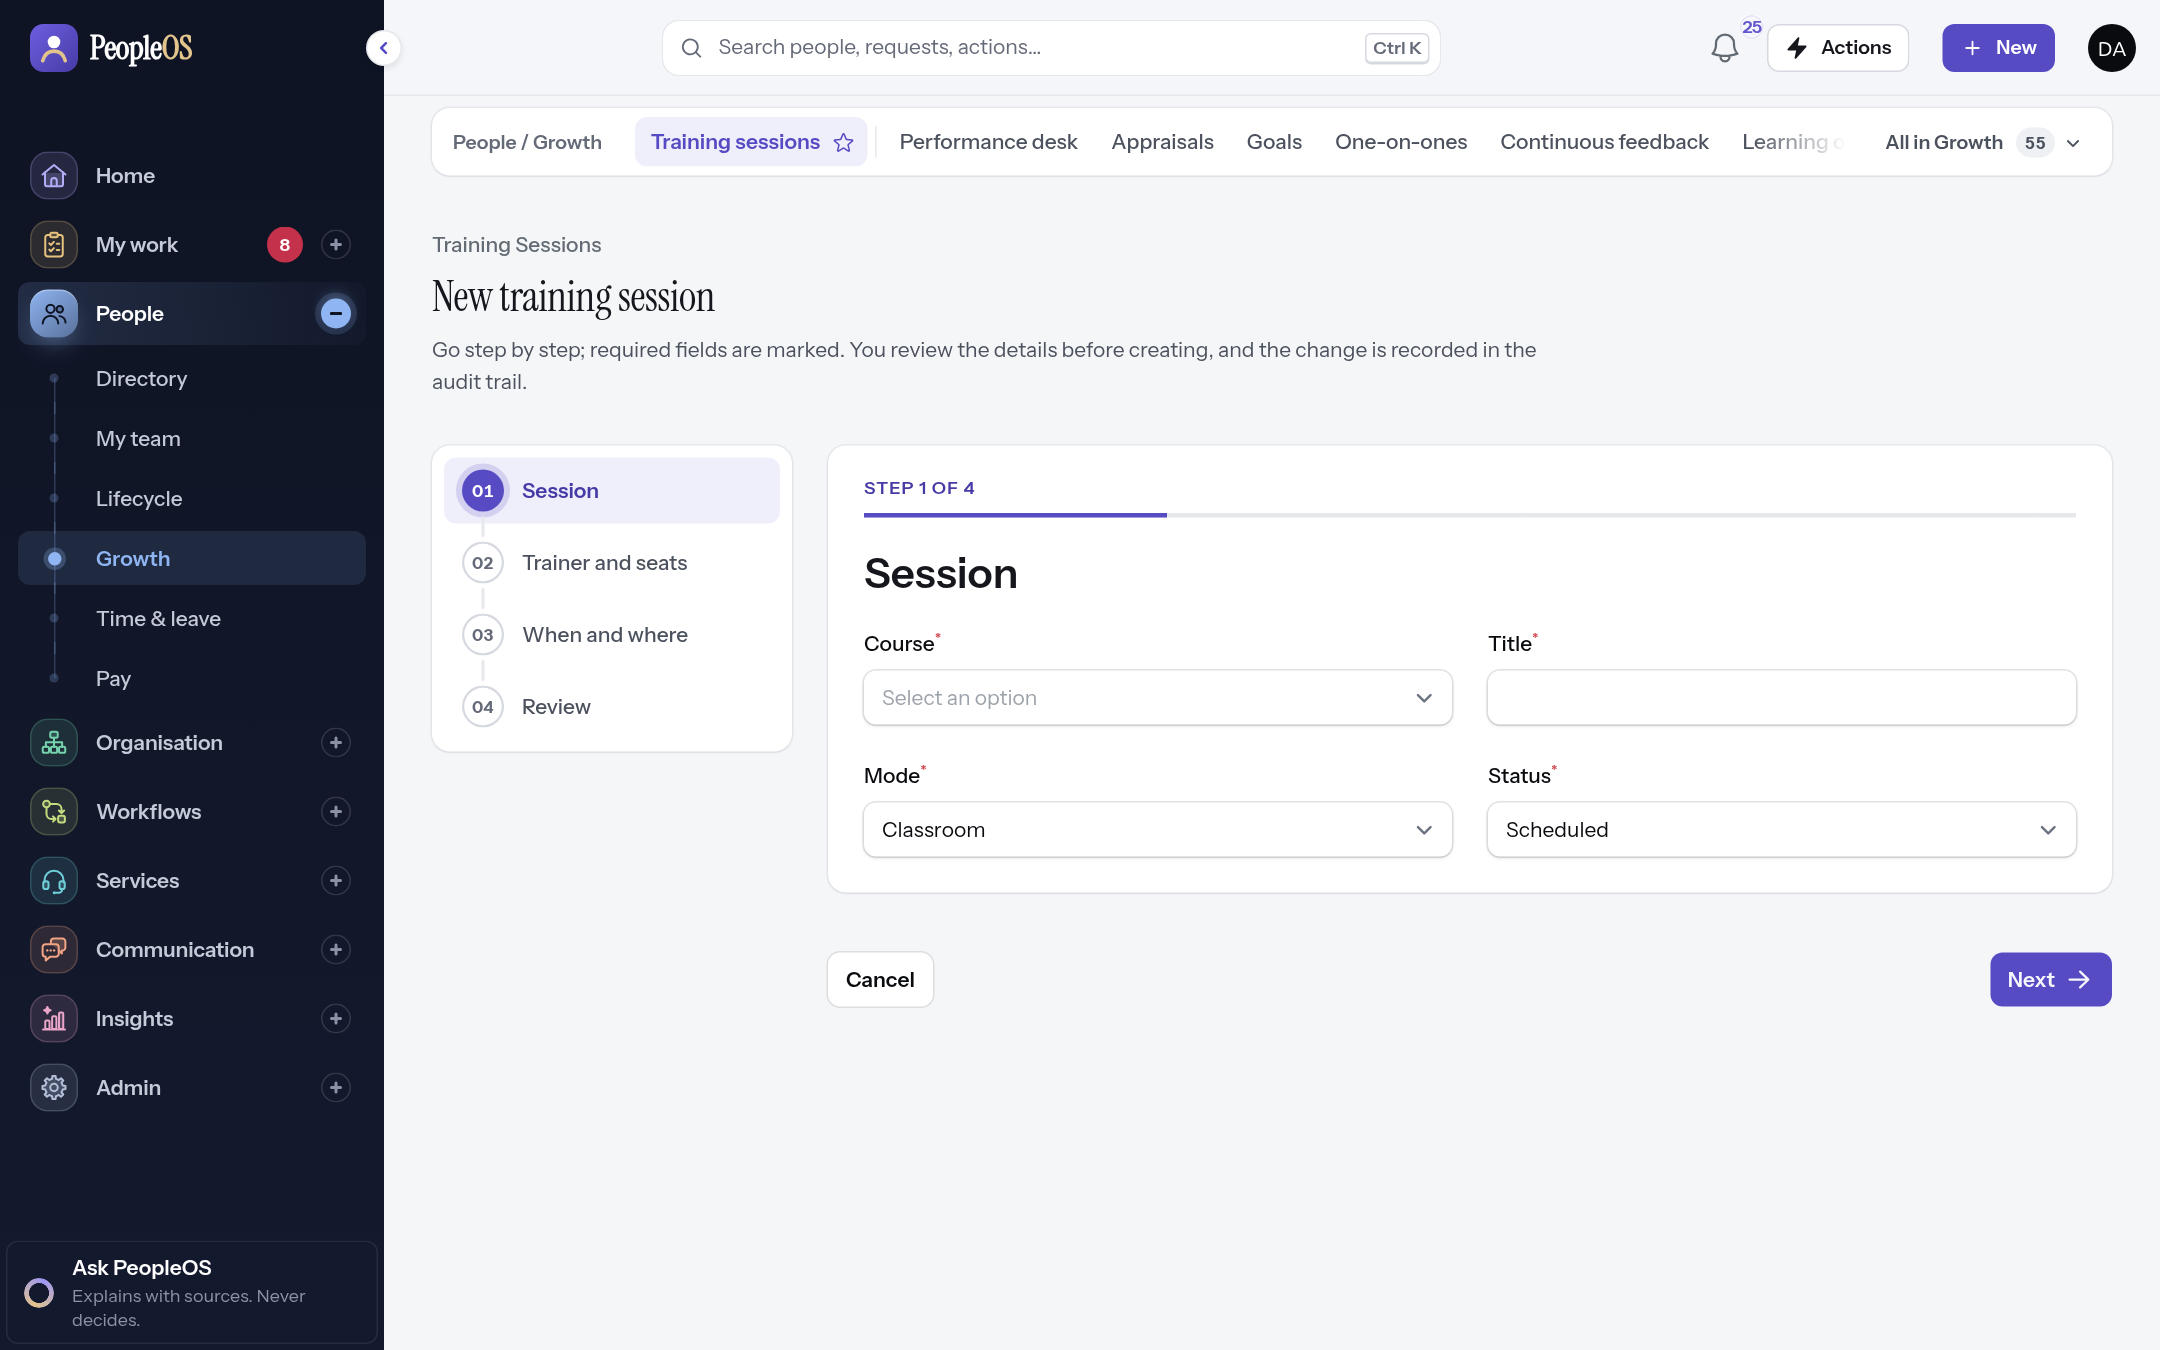 PeopleOS
Search people, requests, actions...
Ctrl K
25
Actions
New
DA
Home
My work
8
People
Directory
My team
Lifecycle
Growth
Time & leave
Pay
Organisation
Workflows
Services
Communication
Insights
Admin
Ask PeopleOS
Explains with sources. Never
decides.
People / Growth
Training sessions
Performance desk
Appraisals
Goals
One-on-ones
Continuous feedback
Learning
All in Growth
55
Training Sessions
New training session
Go step by step; required fields are marked. You review the details before creating, and the change is recorded in the
audit trail.
01 Session
02 Trainer and seats
03 When and where
04 Review
STEP 1 OF 4
Session
Course*
Select an option
Title*
Mode*
Classroom
Status*
Scheduled
Cancel
Next